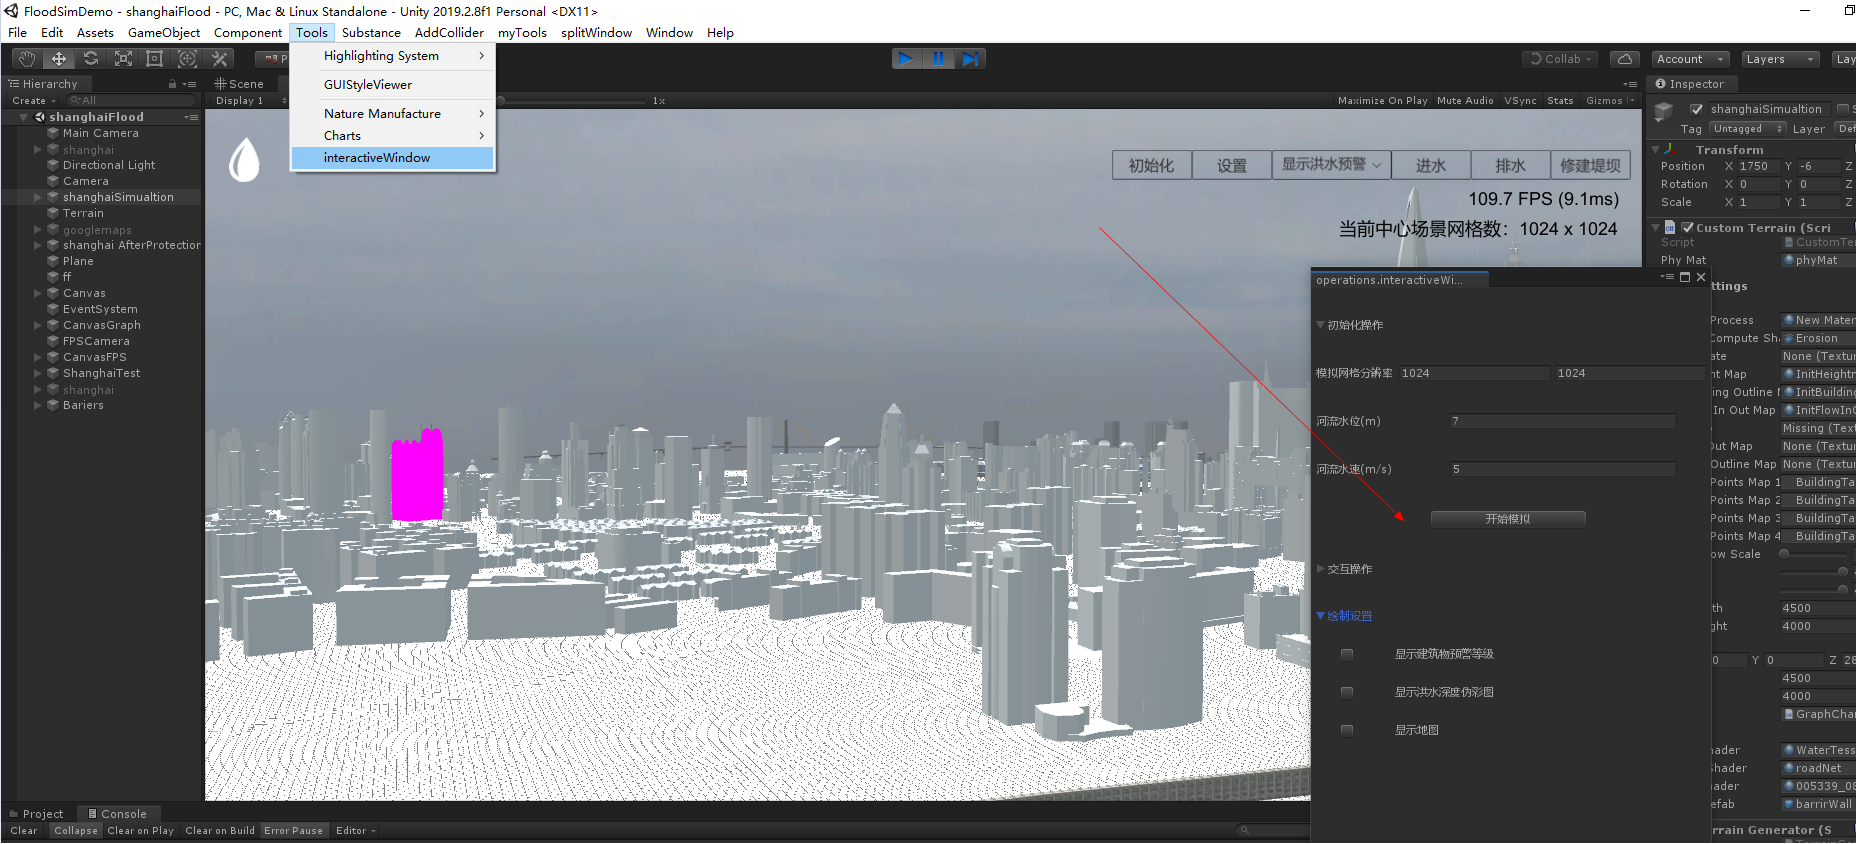 FloodSimDemo - shanghaiFlood - PC, Mac & Linux Standalone - Unity 2019.2.8f1 Personal <DX11>
File Edit Assets GameObject Component Tools Substance AddCollider myTools splitWindow Window Help
Highlighting System
GUIStyleViewer
Nature Manufacture
Charts
interactiveWindow
Collab Account Layers Lay
Hierarchy
Create All
shanghaiFlood
Main Camera
shanghai
Directional Light
Camera
shanghaiSimualtion
Terrain
googlemaps
shanghai AfterProtection
Plane
ff
Canvas
EventSystem
CanvasGraph
FPSCamera
CanvasFPS
ShanghaiTest
shanghai
Bariers
Scene
Display 1 1x Maximize On Play Mute Audio VSync Stats Gizmos
初始化 设置 显示洪水预警 进水 排水 修建堤坝
109.7 FPS (9.1ms)
当前中心场景网格数：1024 x 1024
operations.interactiveWi...
初始化操作
模拟网格分辨率 1024 1024
河流水位(m) 7
河流水速(m/s) 5
开始模拟
交互操作
绘制设置
显示建筑物预警等级
显示洪水深度伪彩图
显示地图
Inspector
shanghaiSimualtion
Tag Untagged Layer Def
Transform
Position X 1750 Y -6 Z
Rotation X 0 Y 0 Z
Scale X 1 Y 1 Z
Custom Terrain (Scri
Script CustomTe
Phy Mat phyMat
ttings
Process New Mater
Compute Sha Erosion
ate None (Textur
nt Map InitHeightm
ing Outline InitBuilding
In Out Map InitFlowInO
Missing (Text
Out Map None (Textur
Outline Map None (Textur
Points Map 1 BuildingTa
Points Map 2 BuildingTa
Points Map 3 BuildingTa
Points Map 4 BuildingTa
ow Scale
th 4500
ght 4000
0 Y 0 Z 28
4500
4000
GraphChar
ader WaterTess
Shader roadNet
ader 005339_08
efab barrirWall
rrain Generator (S
Project Console
Clear Collapse Clear on Play Clear on Build Error Pause Editor